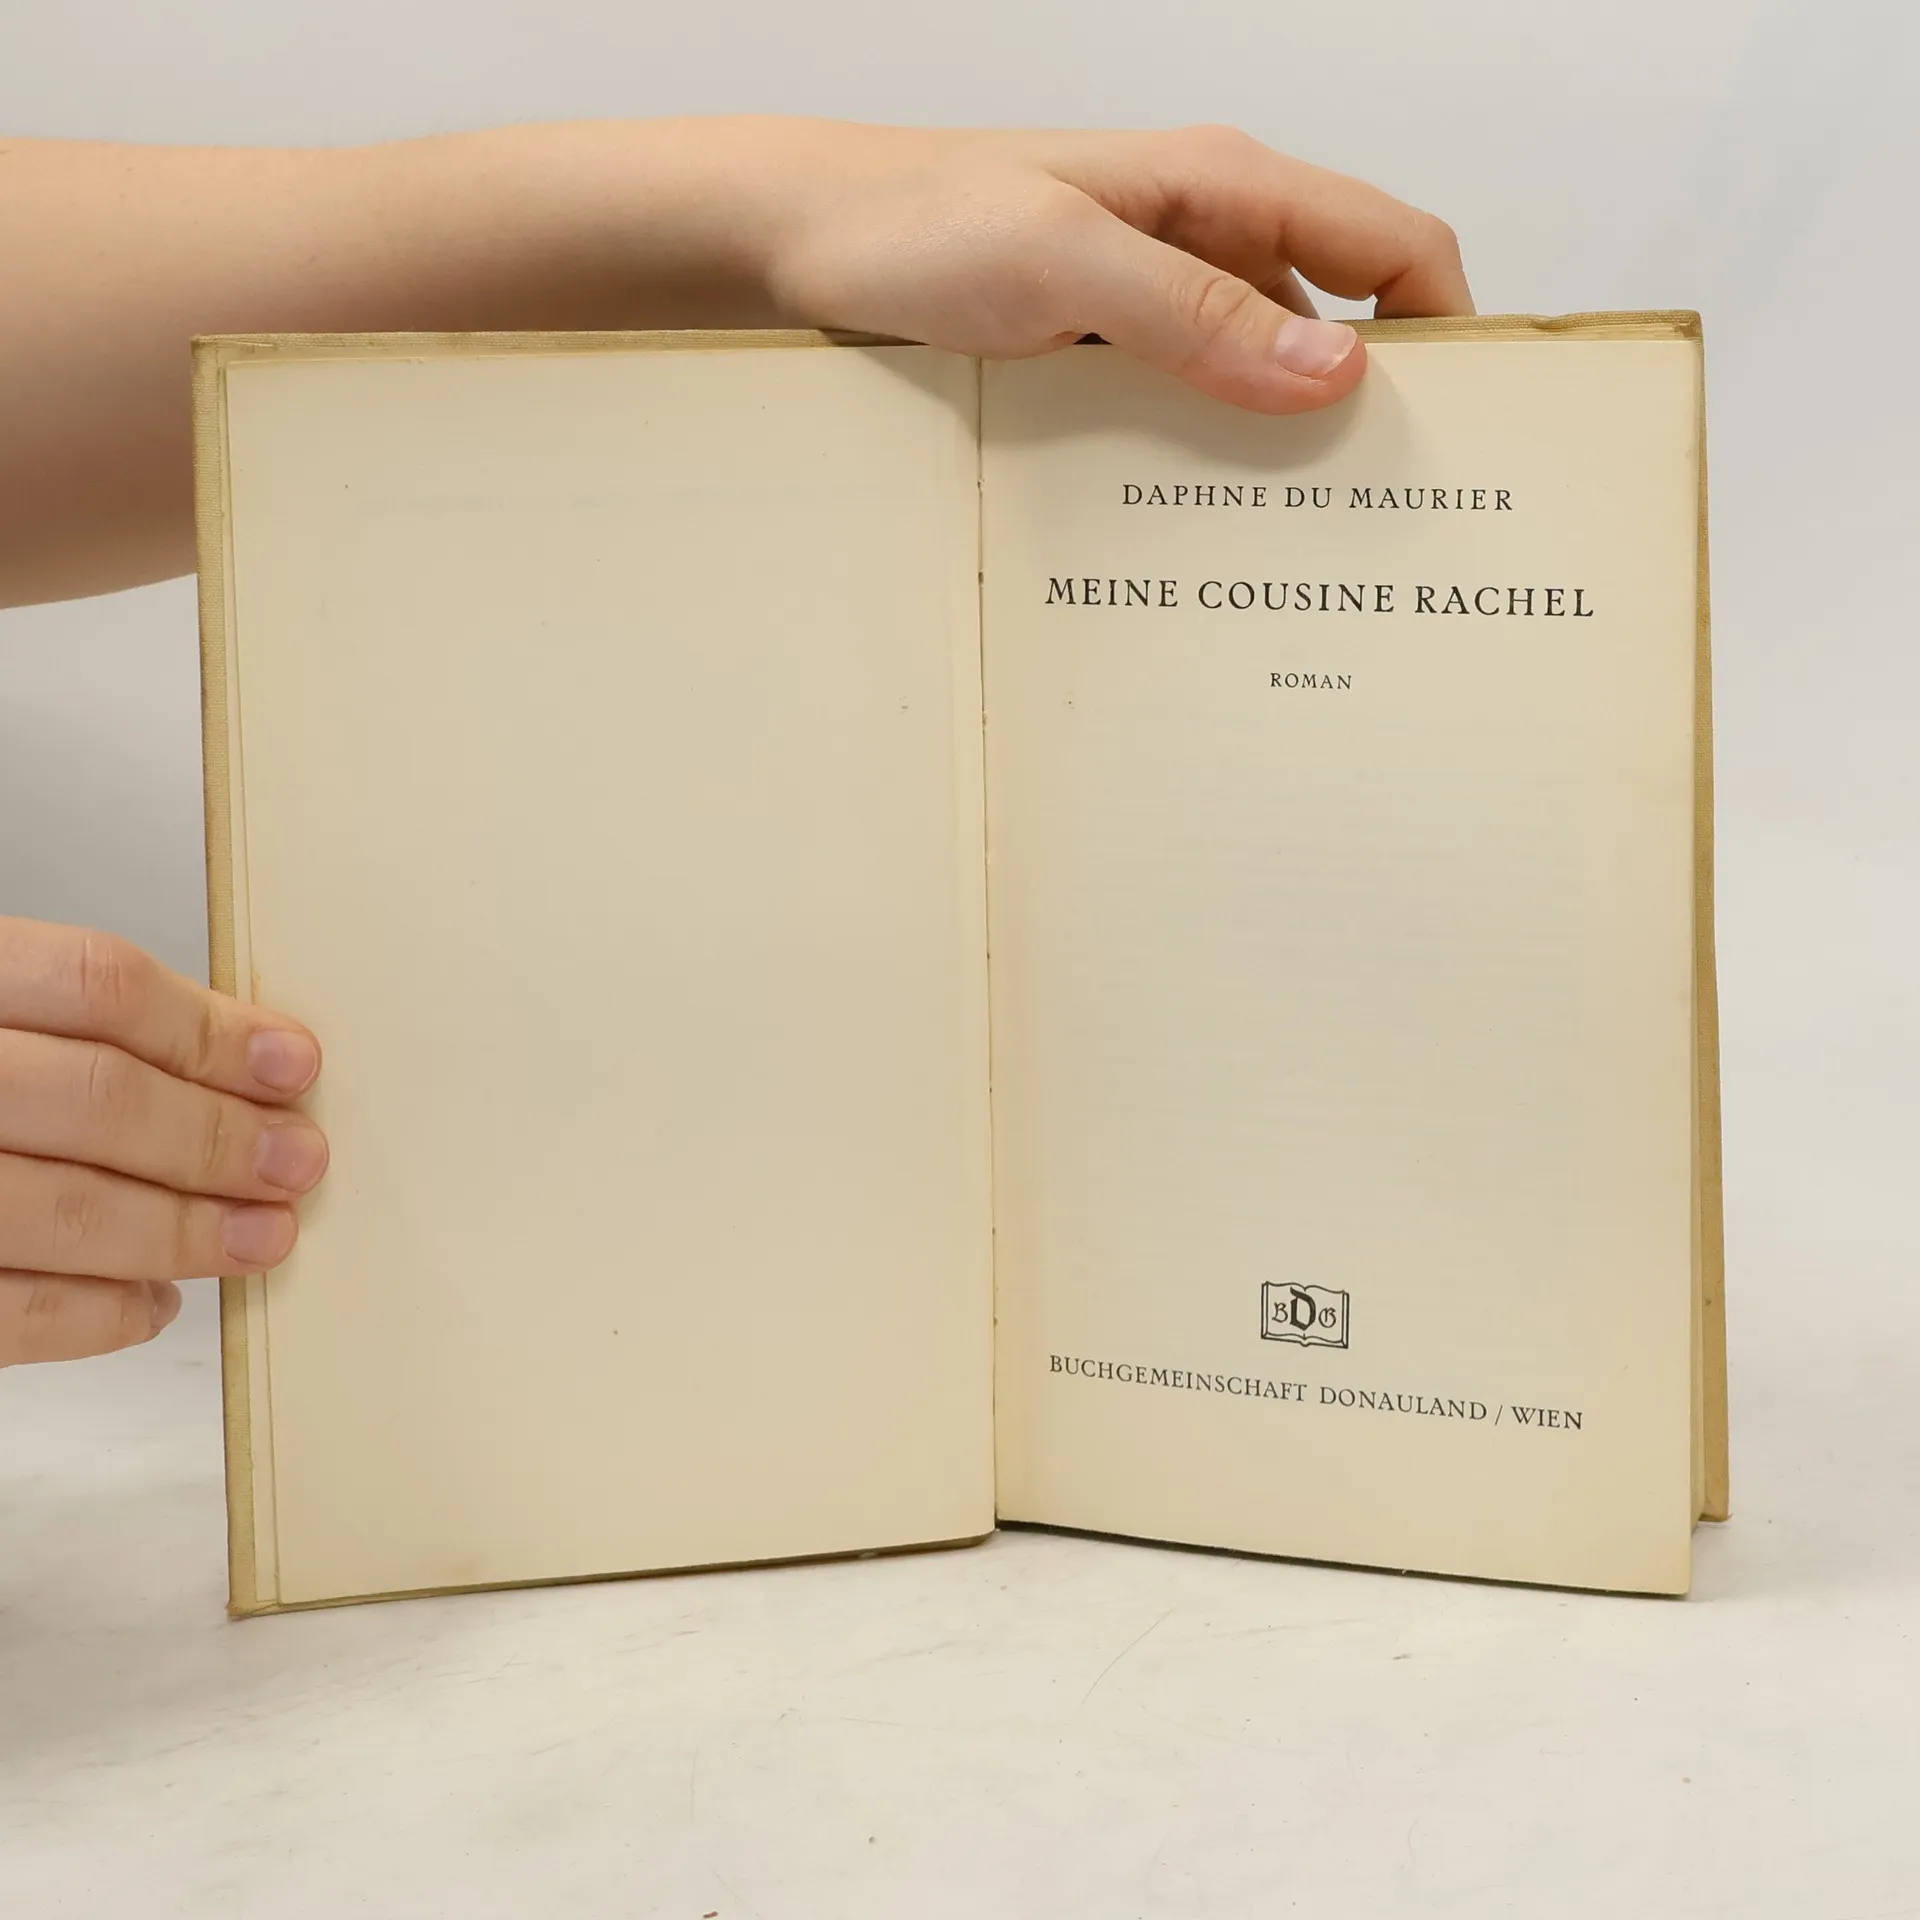 DAPHNE DU MAURIER
MEINE COUSINE RACHEL
ROMAN
BDG
BUCHGEMEINSCHAFT DONAULAND / WIEN